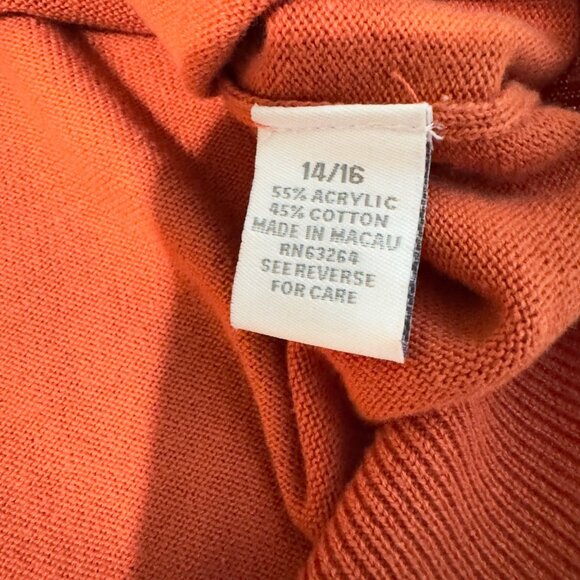 14/16
55% ACRYLIC
45% COTTON
MADE IN MACAU
RN63264
SEE REVERSE
FOR CARE